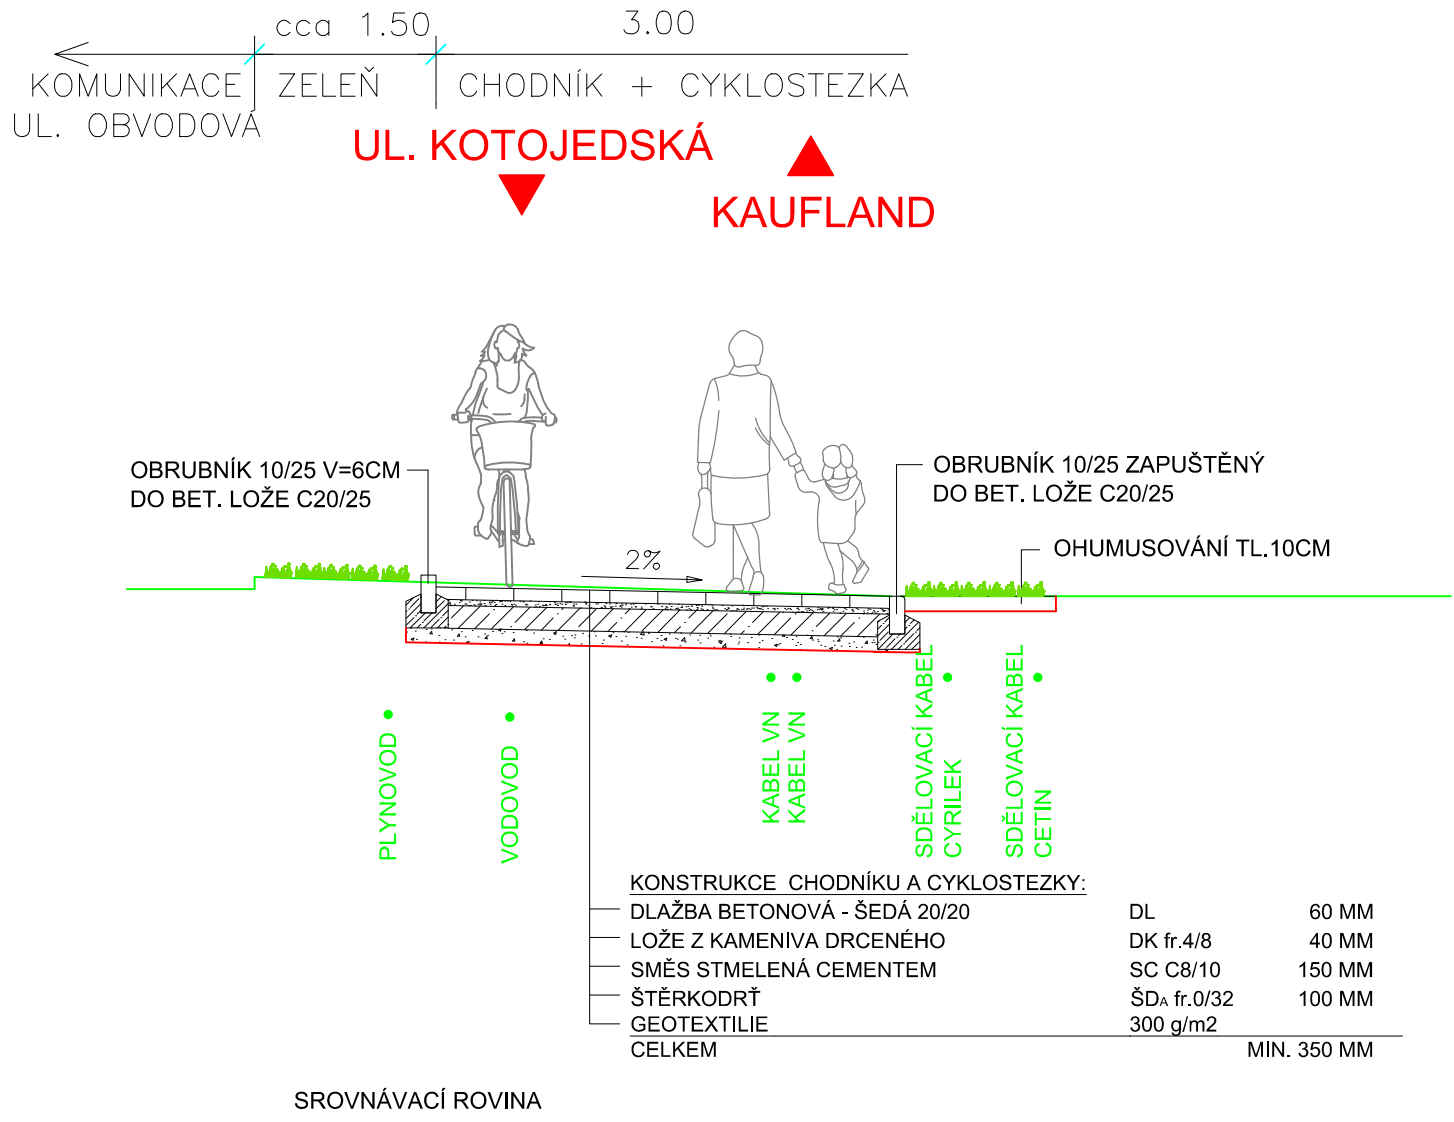 cca 1.50
3.00
KOMUNIKACE
UL. OBVODOVÁ
ZELEŇ
CHODNÍK + CYKLOSTEZKA
UL. KOTOJEDSKÁ
KAUFLAND
OBRUBNÍK 10/25 V=6CM
DO BET. LOŽE C20/25
OBRUBNÍK 10/25 ZAPUŠTĚNÝ
DO BET. LOŽE C20/25
2%
OHUMUSOVÁNÍ TL.10CM
PLYNOVOD
VODOVOD
KABEL VN
KABEL VN
SDĚLOVACÍ KABEL
CYRILEK
SDĚLOVACÍ KABEL
CETIN
KONSTRUKCE CHODNÍKU A CYKLOSTEZKY:
DLAŽBA BETONOVÁ - ŠEDÁ 20/20 DL 60 MM
LOŽE Z KAMENIVA DRCENÉHO DK fr.4/8 40 MM
SMĚS STMELENÁ CEMENTEM SC C8/10 150 MM
ŠTĚRKODRŤ ŠDA fr.0/32 100 MM
GEOTEXTILIE 300 g/m2
CELKEM MIN. 350 MM
SROVNÁVACÍ ROVINA